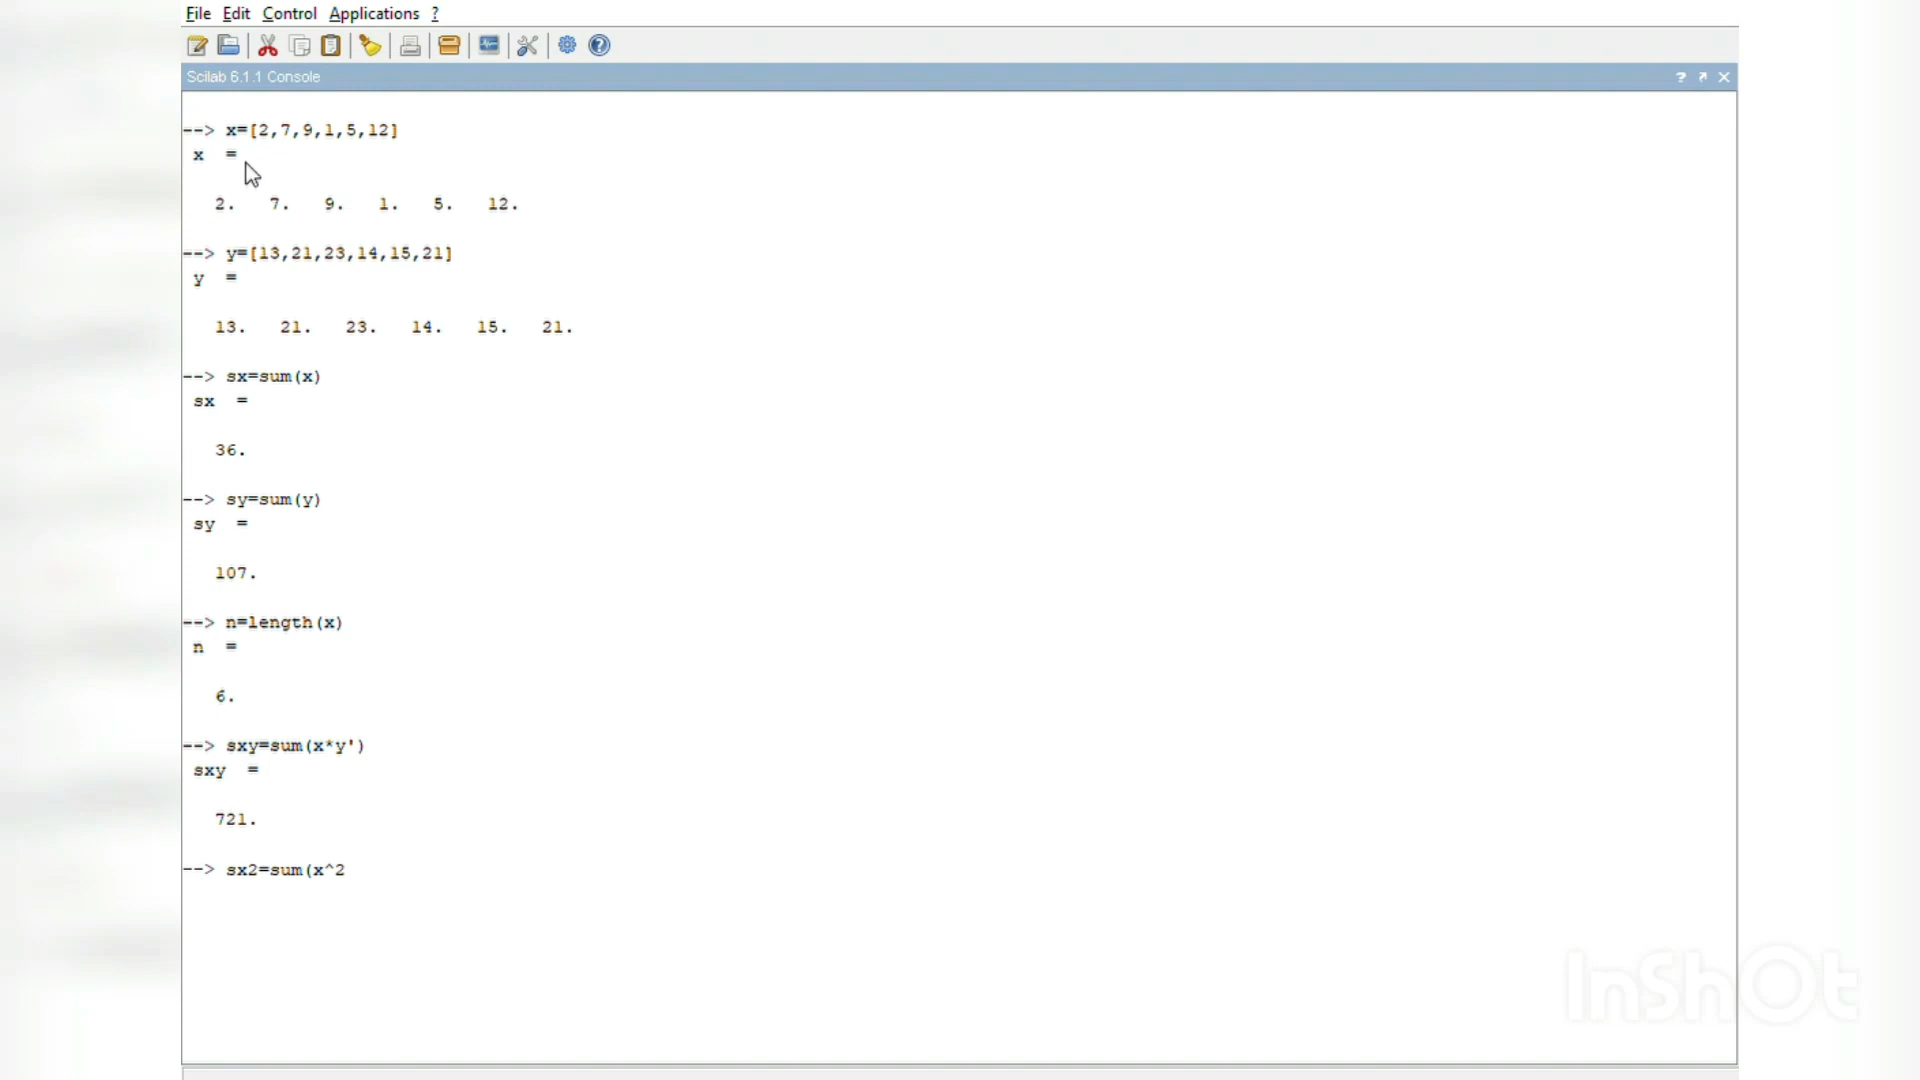 File Edit Control Applications ?
Scilab 6.1.1 Console ? ✕
--> x=[2,7,9,1,5,12]
x =
2. 7. 9. 1. 5. 12.
--> y=[13,21,23,14,15,21]
y =
13. 21. 23. 14. 15. 21.
--> sx=sum(x)
sx =
36.
--> sy=sum(y)
sy =
107.
--> n=length(x)
n =
6.
--> sxy=sum(x*y')
sxy =
721.
--> sx2=sum(x^2
InShOt